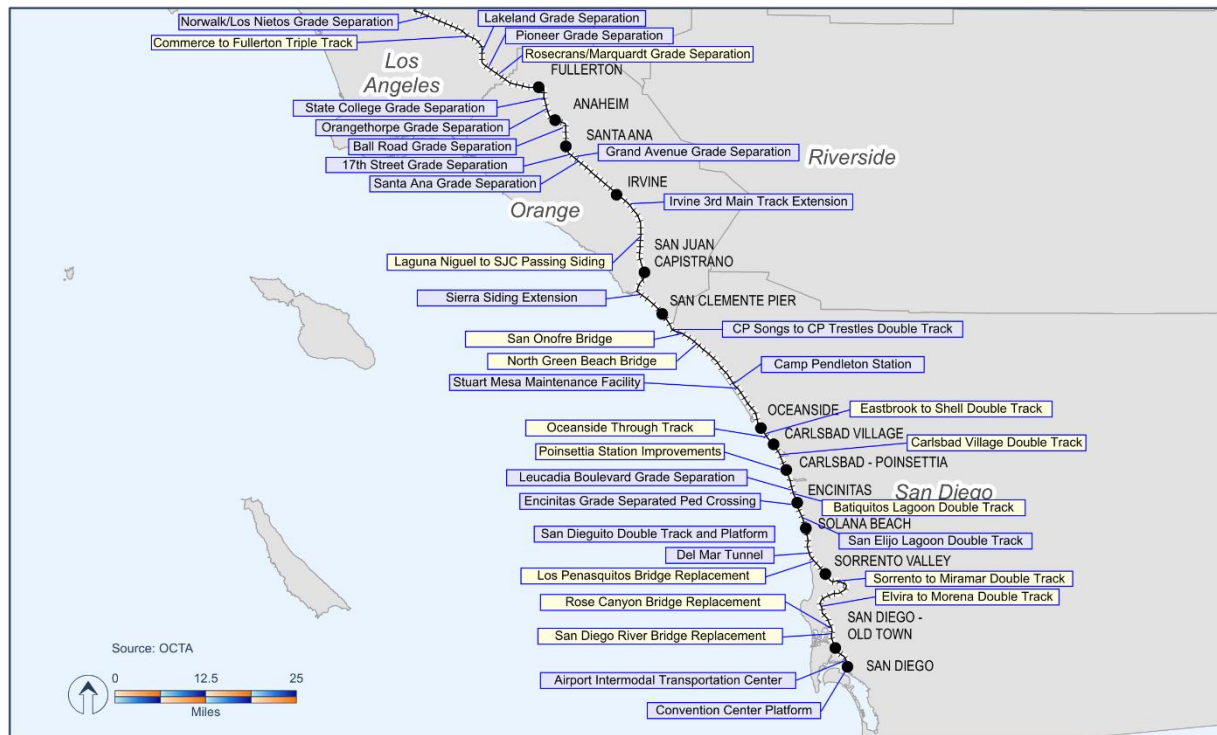 Norwalk/Los Nietos Grade Separation
Lakeland Grade Separation
Pioneer Grade Separation
Commerce to Fullerton Triple Track
Rosecrans/Marquardt Grade Separation
Los
Angeles
FULLERTON
State College Grade Separation
ANAHEIM
Orangethorpe Grade Separation
SANTA ANA
Ball Road Grade Separation
Grand Avenue Grade Separation
Riverside
17th Street Grade Separation
Santa Ana Grade Separation
IRVINE
Orange
Irvine 3rd Main Track Extension
SAN JUAN
CAPISTRANO
Laguna Niguel to SJC Passing Siding
Sierra Siding Extension
SAN CLEMENTE PIER
CP Songs to CP Trestles Double Track
San Onofre Bridge
North Green Beach Bridge
Camp Pendleton Station
Stuart Mesa Maintenance Facility
OCEANSIDE
Eastbrook to Shell Double Track
Oceanside Through Track
CARLSBAD VILLAGE
Carlsbad Village Double Track
Poinsettia Station Improvements
CARLSBAD - POINSETTIA
Leucadia Boulevard Grade Separation
ENCINITAS
San Diego
Encinitas Grade Separated Ped Crossing
Batiquitos Lagoon Double Track
SOLANA BEACH
San Dieguito Double Track and Platform
San Elijo Lagoon Double Track
Del Mar Tunnel
SORRENTO VALLEY
Los Penasquitos Bridge Replacement
Sorrento to Miramar Double Track
Elvira to Morena Double Track
Rose Canyon Bridge Replacement
SAN DIEGO -
OLD TOWN
San Diego River Bridge Replacement
SAN DIEGO
Airport Intermodal Transportation Center
Convention Center Platform
Source: OCTA
0 12.5 25
Miles